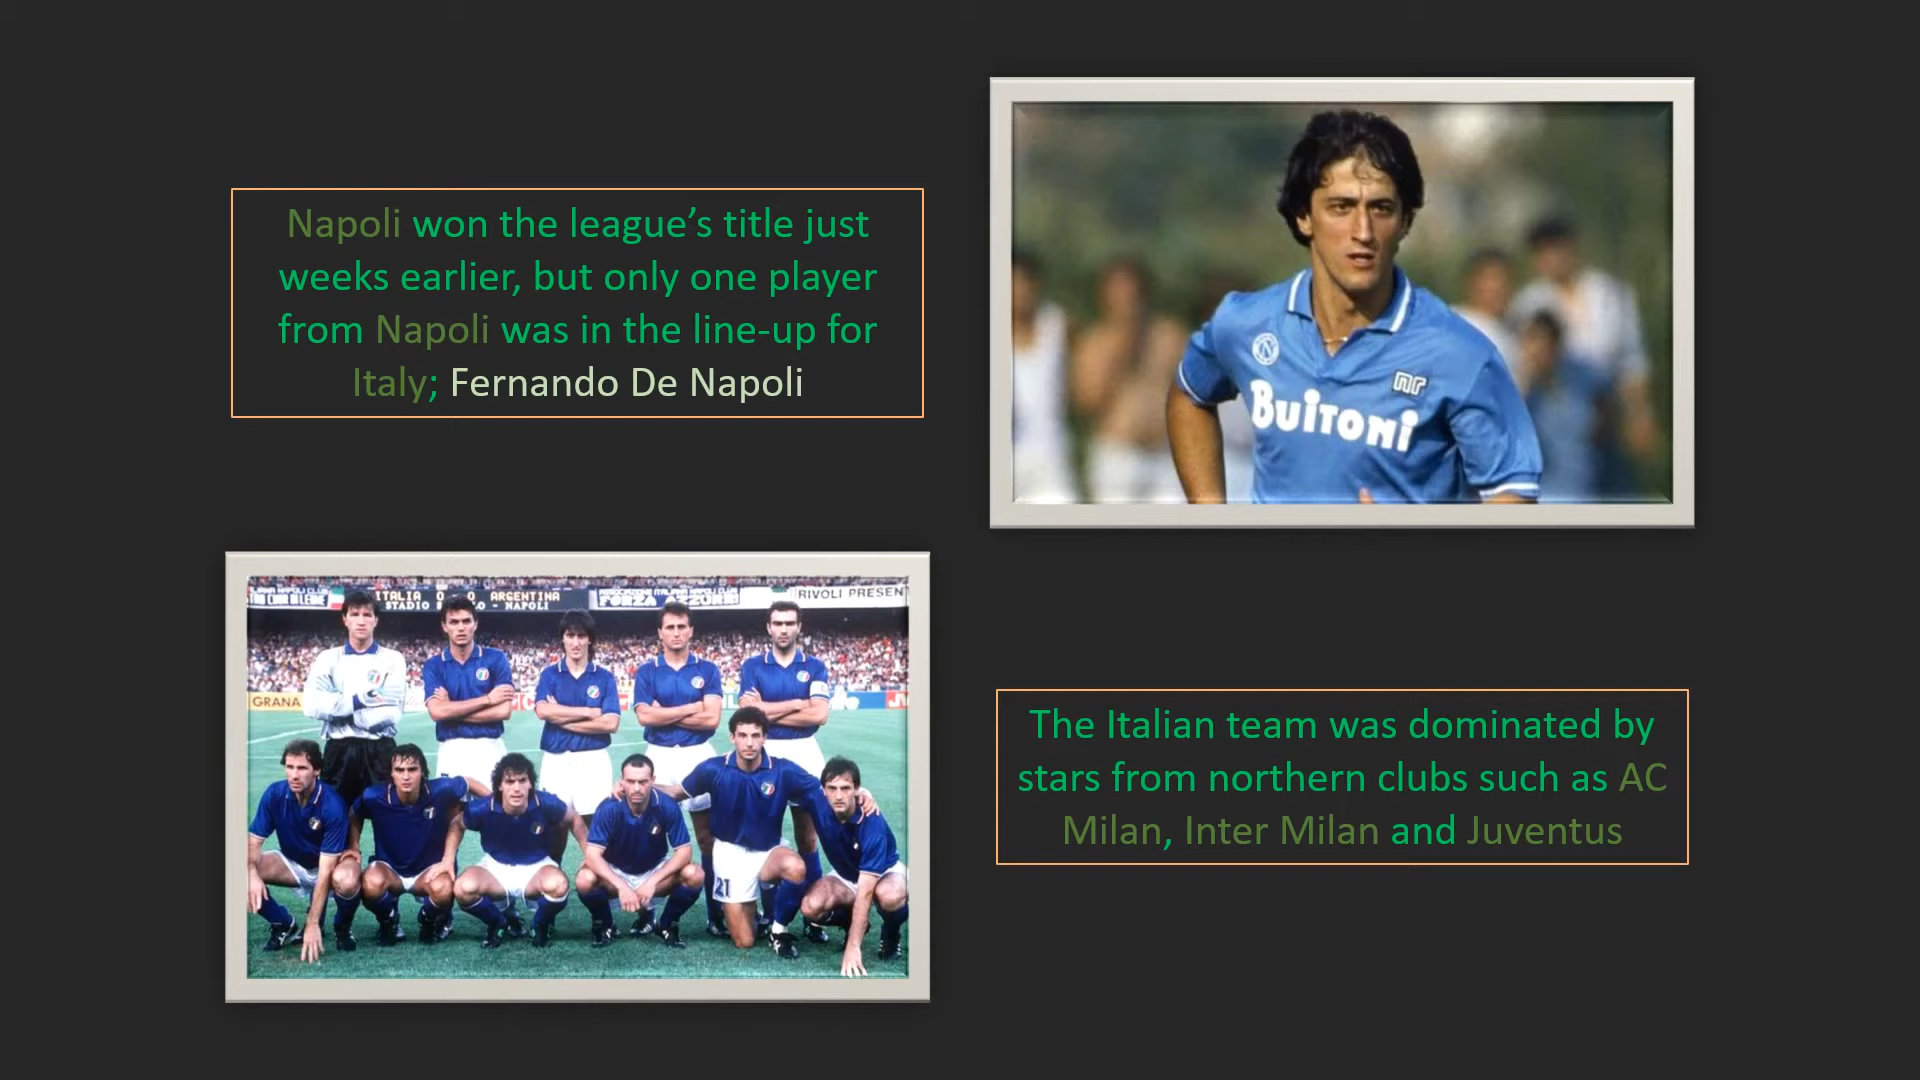 Napoli won the league’s title just
weeks earlier, but only one player
from Napoli was in the line-up for
Italy; Fernando De Napoli
N
nr
Buitoni
ITALIA 0 0 ARGENTINA
STADIO - NAPOLI
FORZA AZZURRI
RIVOLI PRESEN
GRANA
21
The Italian team was dominated by
stars from northern clubs such as AC
Milan, Inter Milan and Juventus